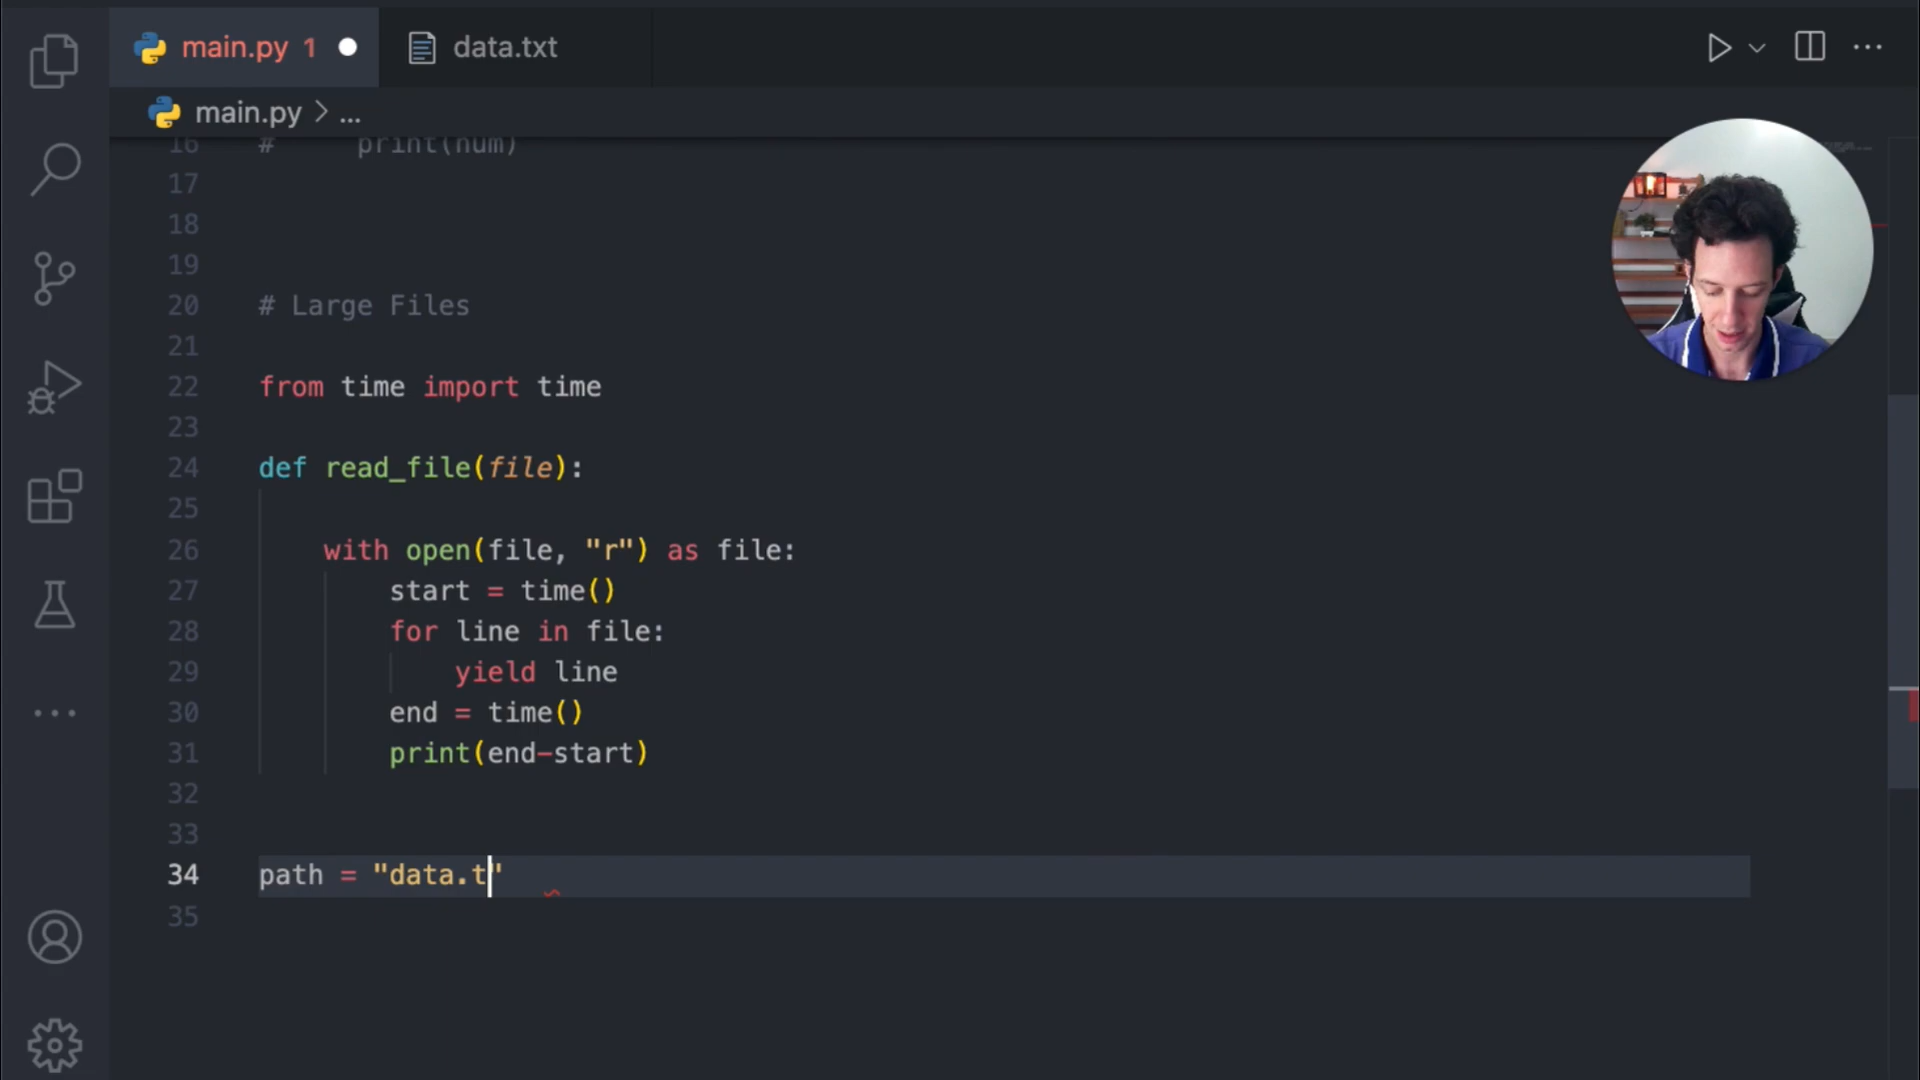 main.py 1
data.txt
main.py > ...
16 # print(num)
17
18
19
20 # Large Files
21
22 from time import time
23
24 def read_file(file):
25
26 with open(file, "r") as file:
27 start = time()
28 for line in file:
29 yield line
30 end = time()
31 print(end-start)
32
33
34 path = "data.t"
35